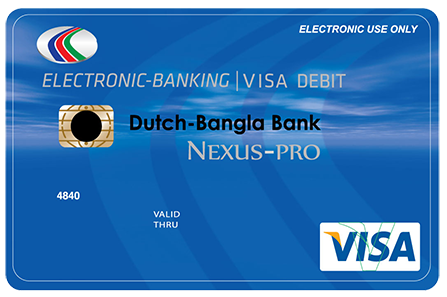 ELECTRONIC USE ONLY
ELECTRONIC-BANKING | VISA DEBIT
Dutch-Bangla Bank
NEXUS-PRO
4840
VALID
THRU
VISA